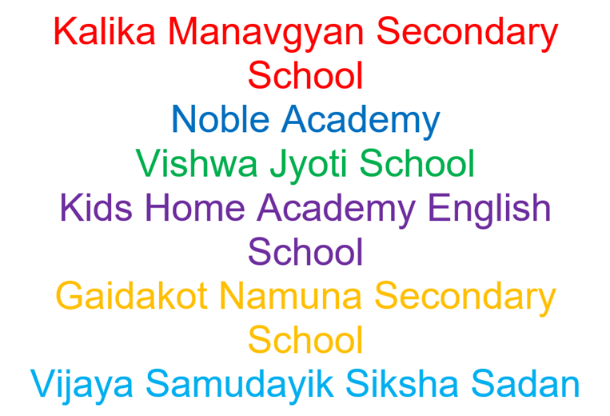 Kalika Manavgyan Secondary
School
Noble Academy
Vishwa Jyoti School
Kids Home Academy English
School
Gaidakot Namuna Secondary
School
Vijaya Samudayik Siksha Sadan